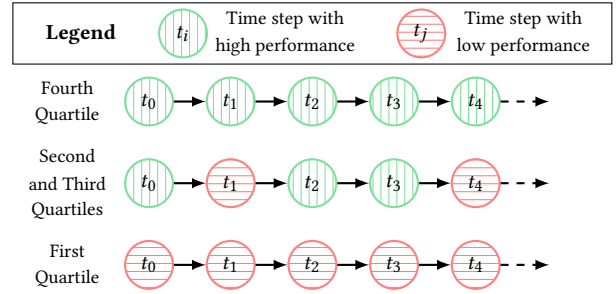 Legend
t_i
Time step with
high performance
t_j
Time step with
low performance
Fourth
Quartile
t_0 t_1 t_2 t_3 t_4
Second
and Third
Quartiles
t_0 t_1 t_2 t_3 t_4
First
Quartile
t_0 t_1 t_2 t_3 t_4